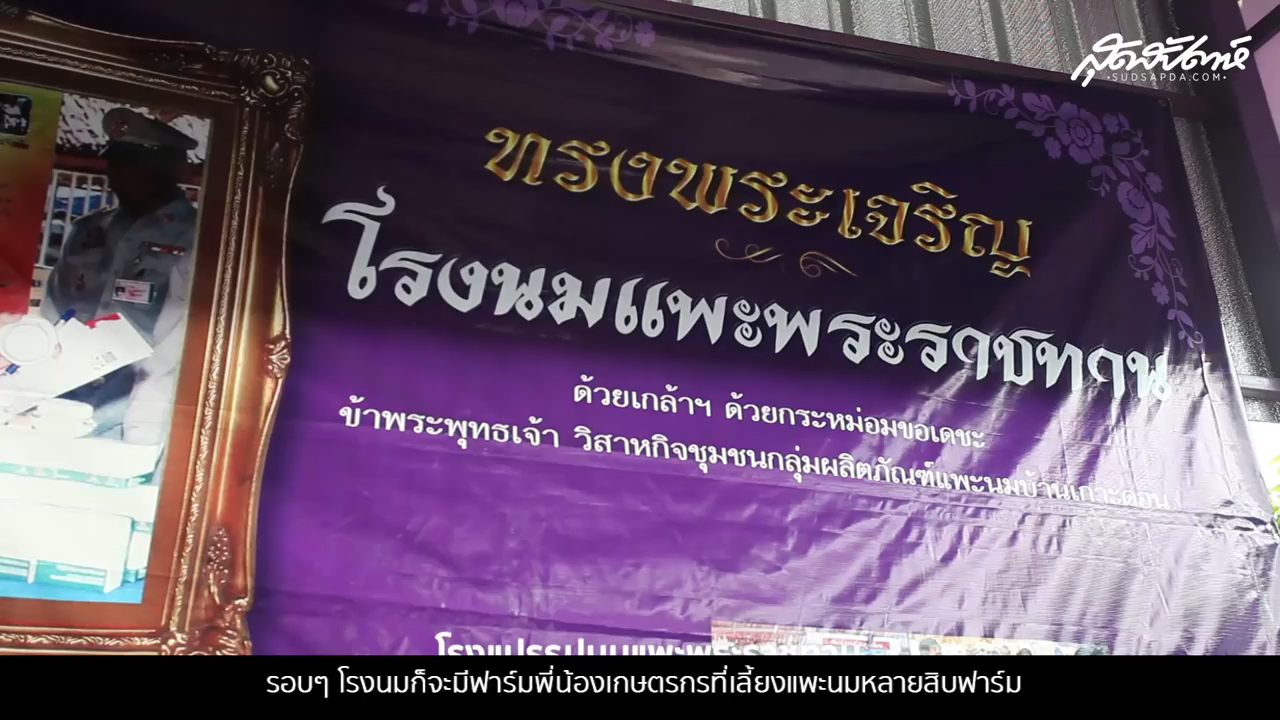 สุดสัปดาห์
•SUDSAPDA.COM•
ทรงพระเจริญ
โรงนมแพะพระราชทาน
ด้วยเกล้าฯ ด้วยกระหม่อมขอเดชะ
ข้าพระพุทธเจ้า วิสาหกิจชุมชนกลุ่มผลิตภัณฑ์แพะนมบ้านเกาะดอน
รอบๆ โรงนมก็จะมีฟาร์มพี่น้องเกษตรกรที่เลี้ยงแพะนมหลายสิบฟาร์ม